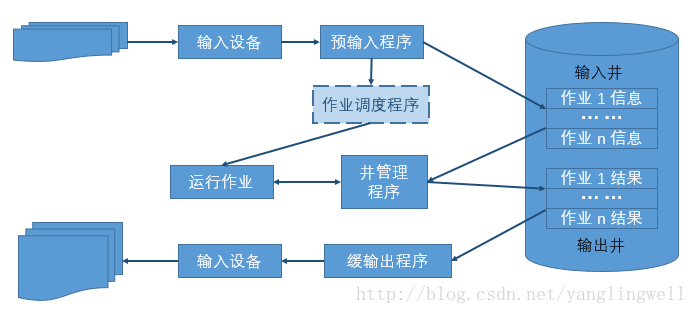 输入设备
预输入程序
输入井
作业 1 信息
... ...
作业 n 信息
作业调度程序
运行作业
井管理
程序
作业 1 结果
... ...
作业 n 结果
输出井
输入设备
缓输出程序
http://blog.csdn.net/yanglingwell